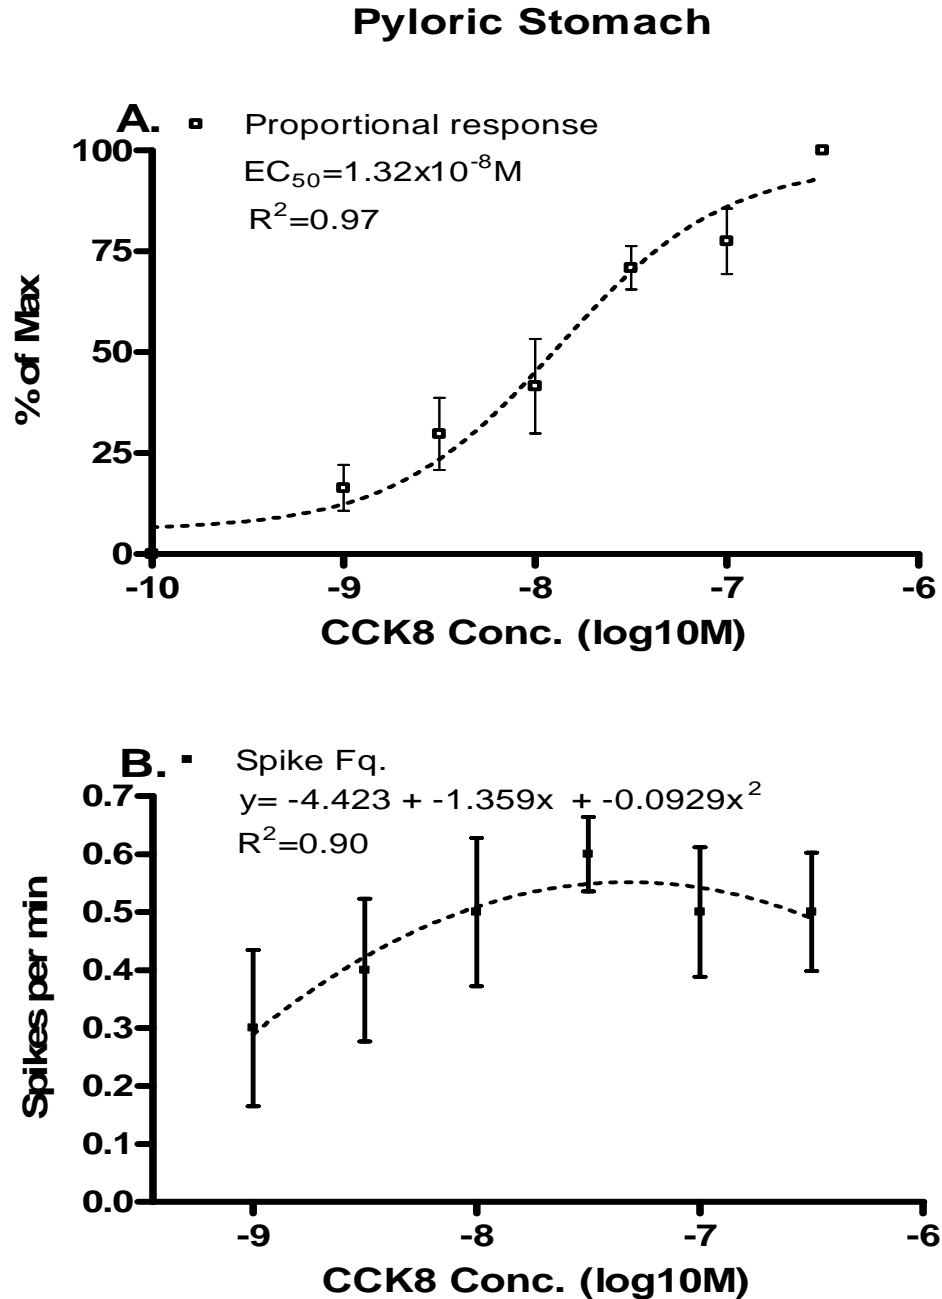 Pyloric Stomach
A. Proportional response
EC₅₀=1.32x10⁻⁸M
R²=0.97
% of Max
100
75
50
25
0
-10 -9 -8 -7 -6
CCK8 Conc. (log10M)
B. Spike Fq.
y= -4.423 + -1.359x + -0.0929x²
R²=0.90
Spikes per min
0.7
0.6
0.5
0.4
0.3
0.2
0.1
0.0
-9 -8 -7 -6
CCK8 Conc. (log10M)